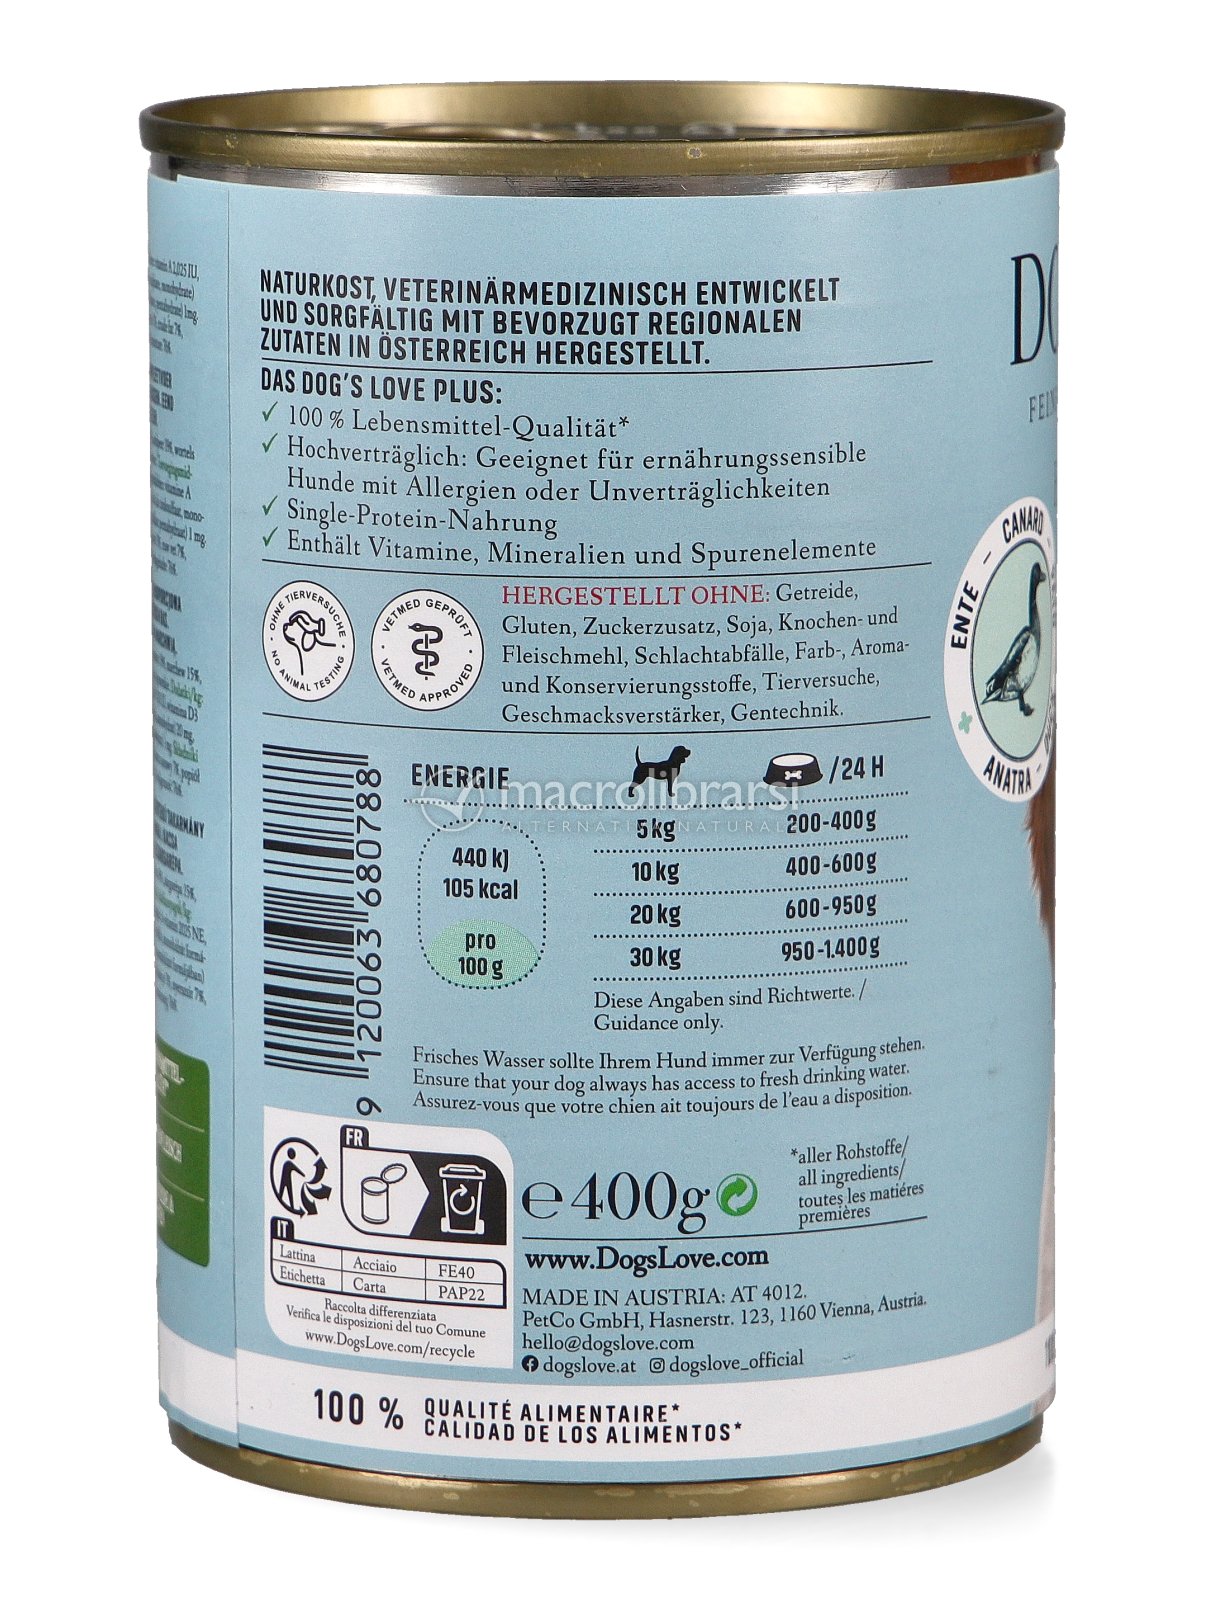 NATURKOST, VETERINÄRMEDIZINISCH ENTWICKELT
UND SORGFÄLTIG MIT BEVORZUGT REGIONALEN
ZUTATEN IN ÖSTERREICH HERGESTELLT.
DAS DOG'S LOVE PLUS:
✓ 100 % Lebensmittel-Qualität*
✓ Hochverträglich: Geeignet für ernährungssensible
Hunde mit Allergien oder Unverträglichkeiten
✓ Single-Protein-Nahrung
✓ Enthält Vitamine, Mineralien und Spurenelemente
OHNE TIERVERSUCHE
NO ANIMAL TESTING
VETMED GEPRÜFT
VETMED APPROVED
HERGESTELLT OHNE: Getreide,
Gluten, Zuckerzusatz, Soja, Knochen- und
Fleischmehl, Schlachtabfälle, Farb-, Aroma-
und Konservierungsstoffe, Tierversuche,
Geschmacksverstärker, Gentechnik.
ENTE – CANARD –
ANATRA –
9 120063 680788
ENERGIE
440 kJ
105 kcal
pro
100 g
/24 H
5 kg 200-400 g
10 kg 400-600 g
20 kg 600-950 g
30 kg 950-1.400 g
macrolibrarsi
Diese Angaben sind Richtwerte. /
Guidance only.
Frisches Wasser sollte Ihrem Hund immer zur Verfügung stehen.
Ensure that your dog always has access to fresh drinking water.
Assurez-vous que votre chien ait toujours de l'eau a disposition.
FR
IT
Lattina Acciaio FE40
Etichetta Carta PAP22
Raccolta differenziata
Verifica le disposizioni del tuo Comune
www.DogsLove.com/recycle
e 400g
*aller Rohstoffe/
all ingredients/
toutes les matiéres
premières
www.DogsLove.com
MADE IN AUSTRIA: AT 4012.
PetCo GmbH, Hasnerstr. 123, 1160 Vienna, Austria.
hello@dogslove.com
dogslove.at dogslove_official
100 % QUALITÉ ALIMENTAIRE*
CALIDAD DE LOS ALIMENTOS*